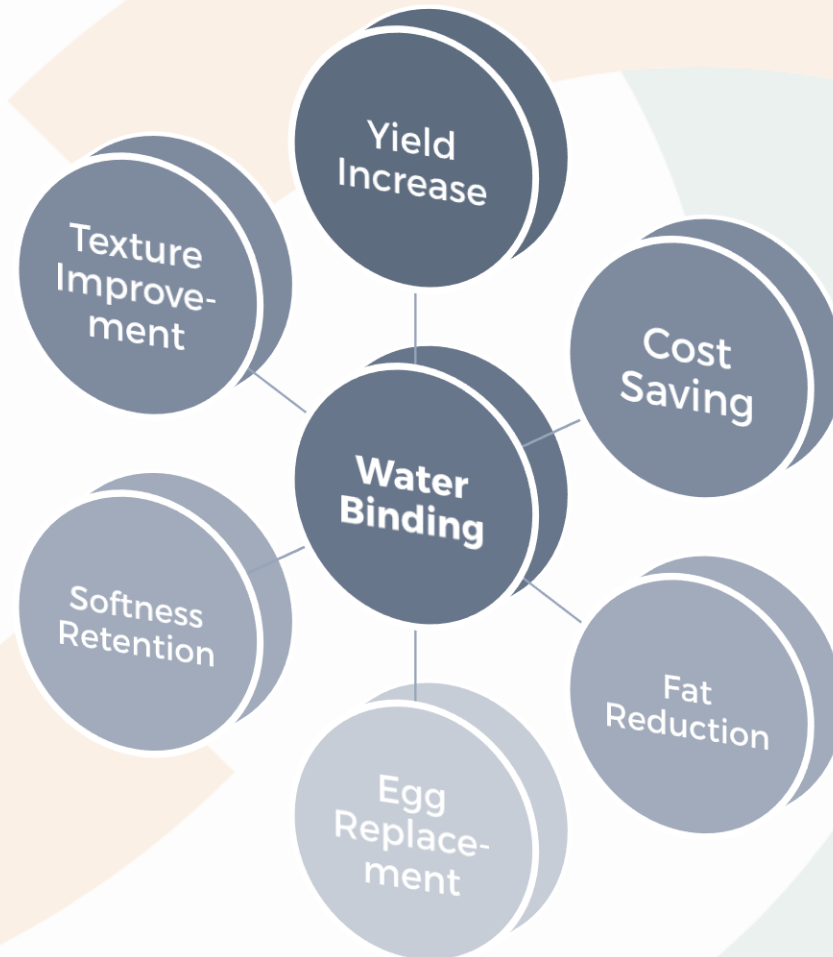 Yield
Increase
Texture
Improve-
ment
Cost
Saving
Water
Binding
Softness
Retention
Fat
Reduction
Egg
Replace-
ment